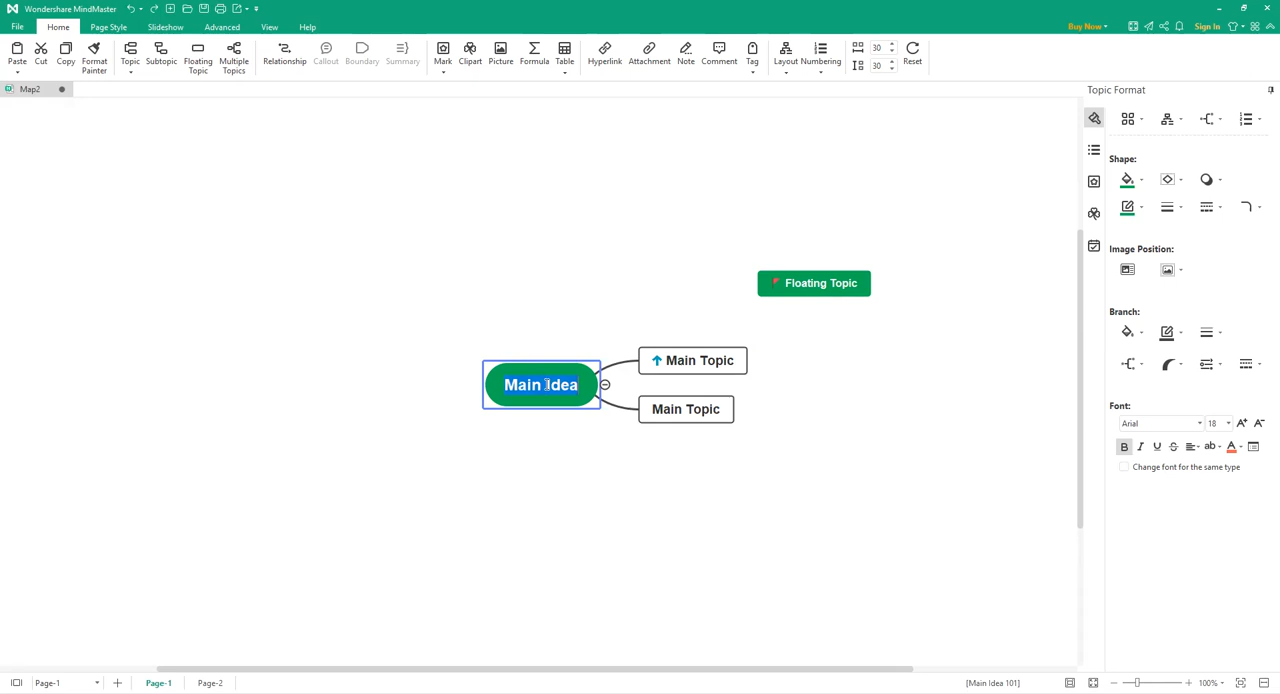 Wondershare MindMaster
File Home Page Style Slideshow Advanced View Help Buy Now Sign In
Paste Cut Copy Format Painter Topic Subtopic Floating Topic Multiple Topics Relationship Callout Boundary Summary Mark Clipart Picture Formula Table Hyperlink Attachment Note Comment Tag Layout Numbering 30 30 Reset
Map2
Topic Format
Shape:
Image Position:
Floating Topic
Branch:
Main Topic
Main Idea
Main Topic
Font:
Arial 18 A+ A-
B I U S ab A
Change font for the same type
Page-1 Page-1 Page-2 [Main Idea 101] 100%